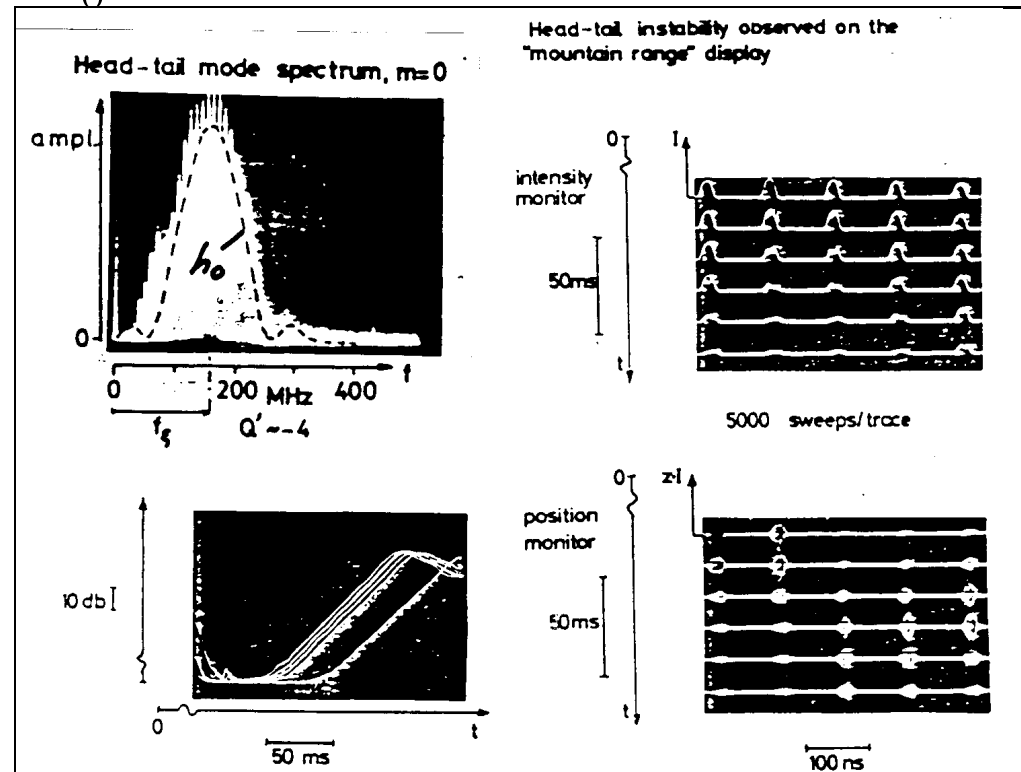 ()
Head-tail mode spectrum, m=0
ampl.
0
h₀
0
200 MHz
400
f
f_ξ
Q' ~ -4
Head-tail instability observed on the
"mountain range" display
0
I
intensity
monitor
50ms
t
5000 sweeps/trace
10 db
0
50 ms
t
0
z·I
position
monitor
50ms
t
100 ns